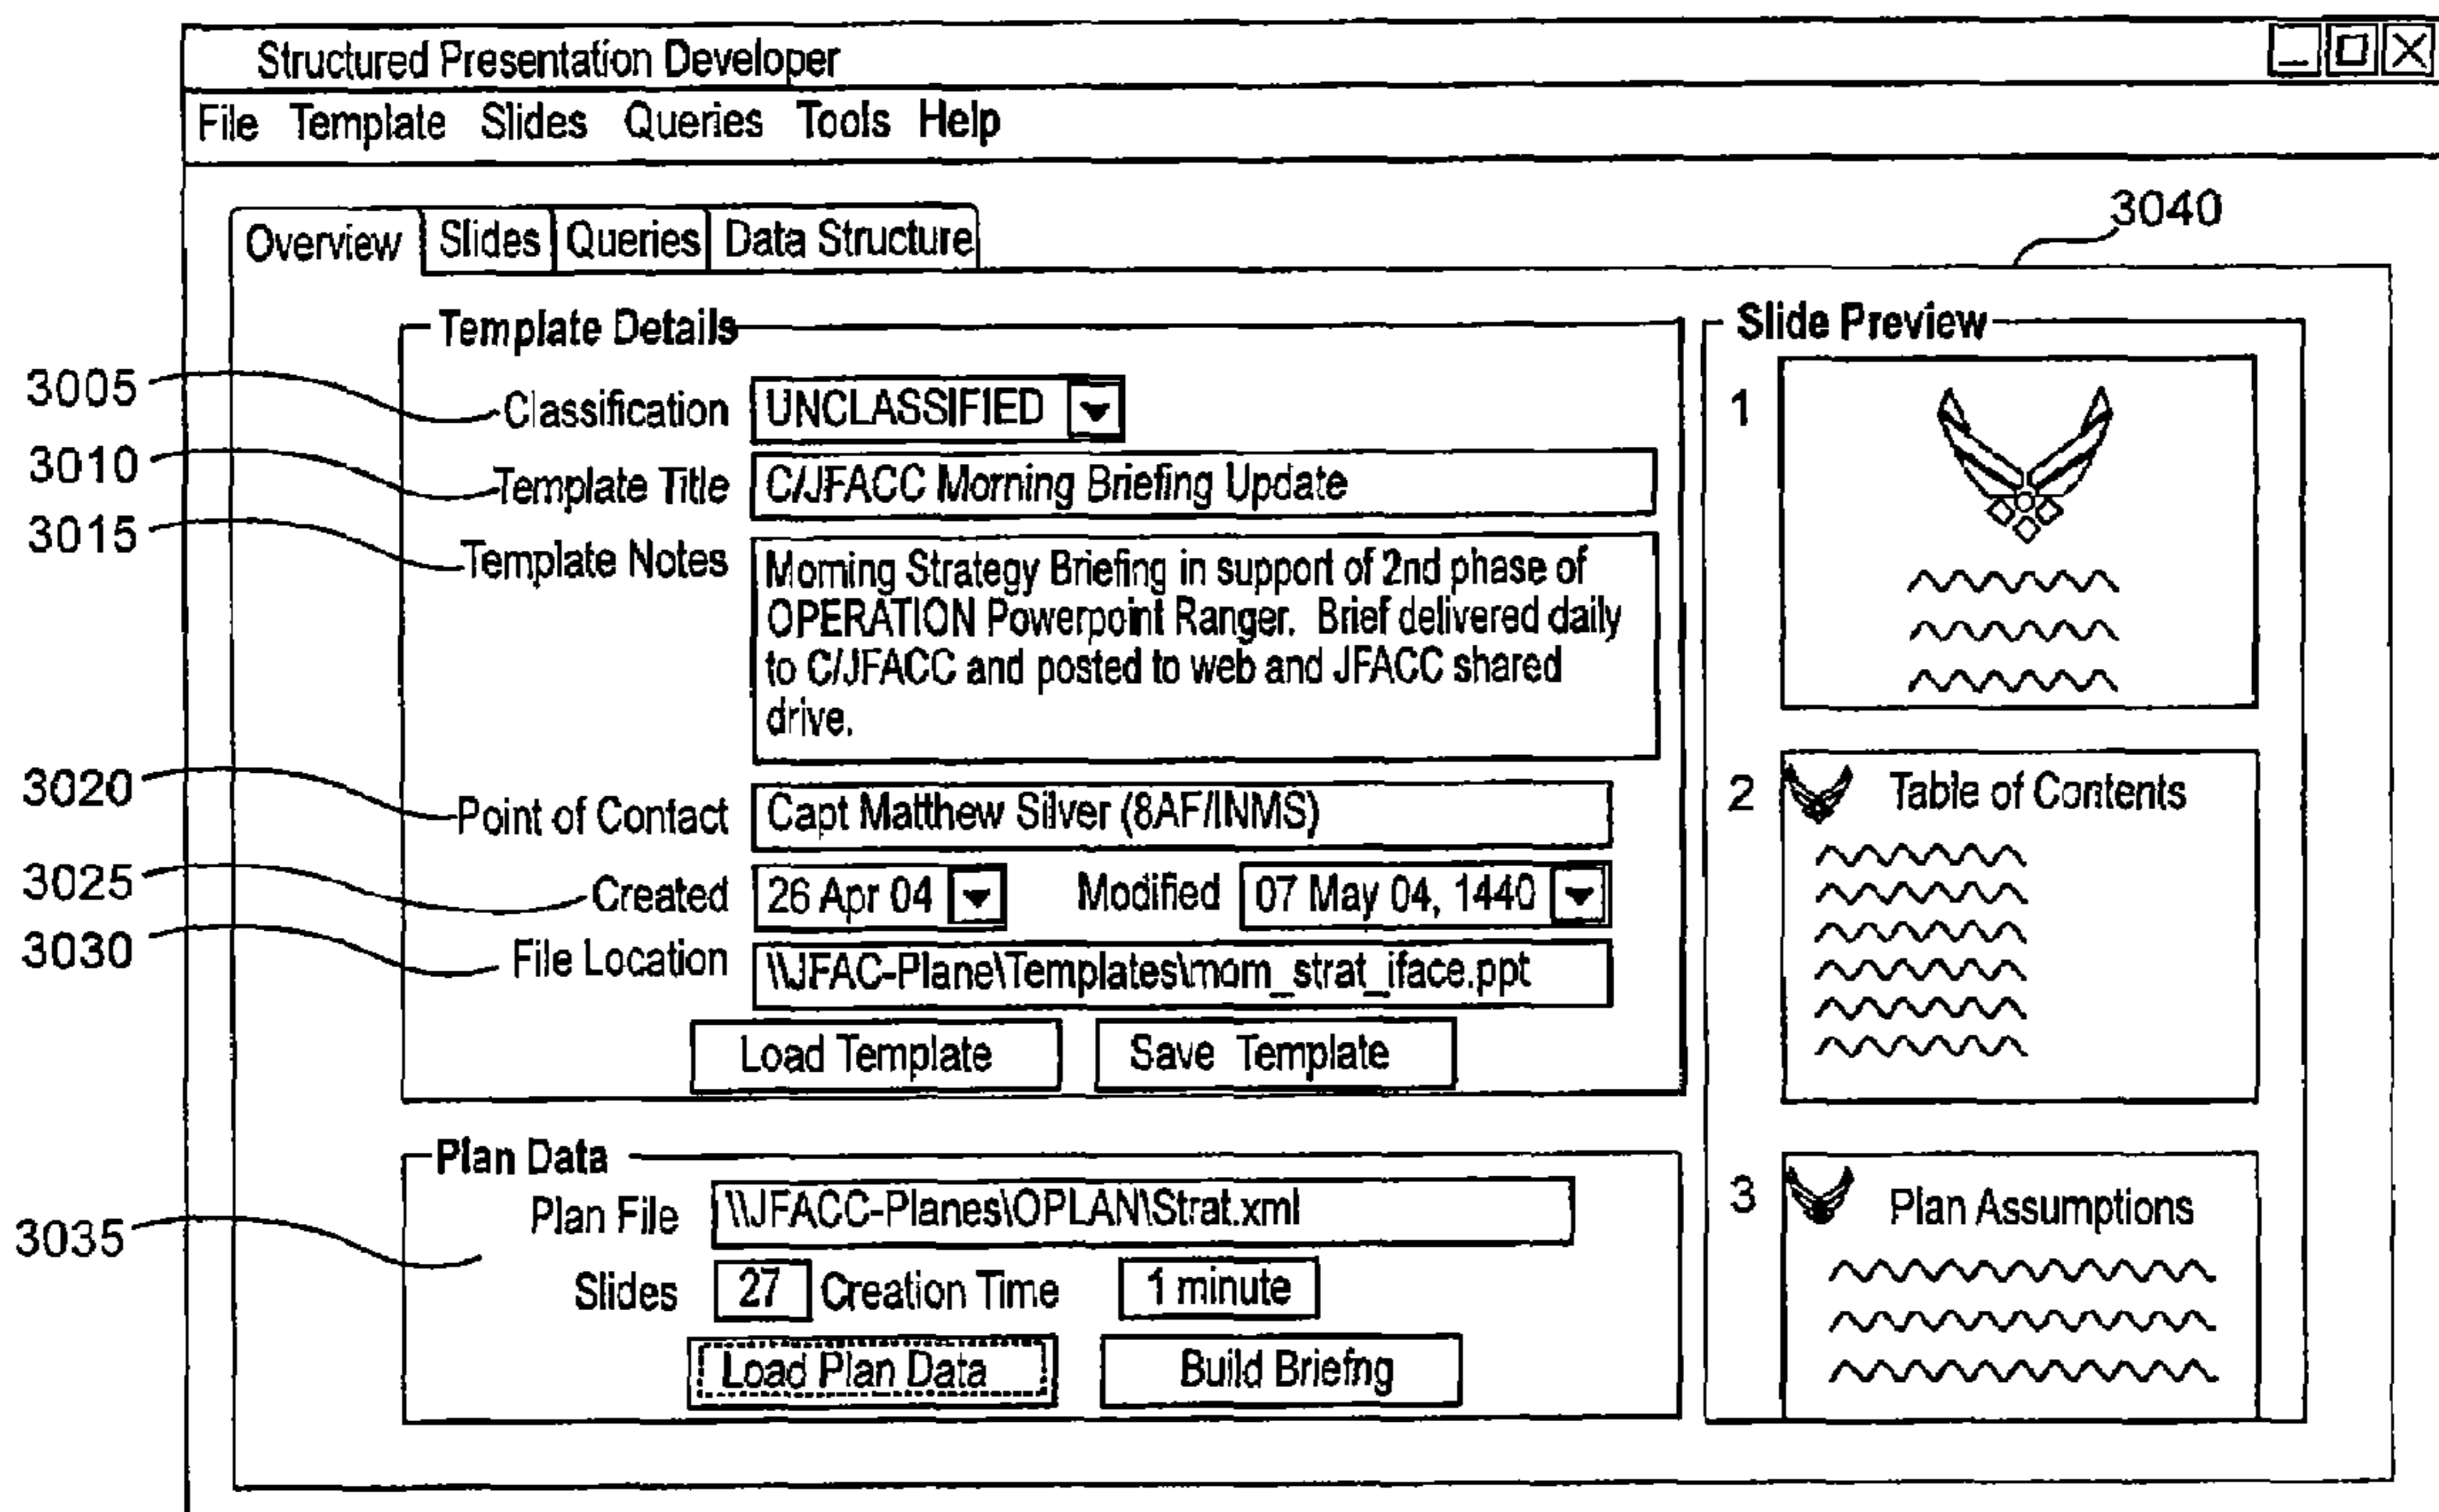 Structured Presentation Developer
File Template Slides Queries Tools Help
3040
Overview Slides Queries Data Structure
Template Details
3005 Classification UNCLASSIFIED
3010 Template Title C/JFACC Morning Briefing Update
3015 Template Notes Morning Strategy Briefing in support of 2nd phase of
OPERATION Powerpoint Ranger. Brief delivered daily
to C/JFACC and posted to web and JFACC shared
drive.
3020 Point of Contact Capt Matthew Silver (8AF/INMS)
3025 Created 26 Apr 04 Modified 07 May 04, 1440
3030 File Location \\JFAC-Plane\Templates\mom_strat_iface.ppt
Load Template Save Template
Plan Data
Plan File \\JFACC-Planes\OPLAN\Strat.xml
3035
Slides 27 Creation Time 1 minute
Load Plan Data Build Briefng
Slide Preview
1
2 Table of Contents
3 Plan Assumptions